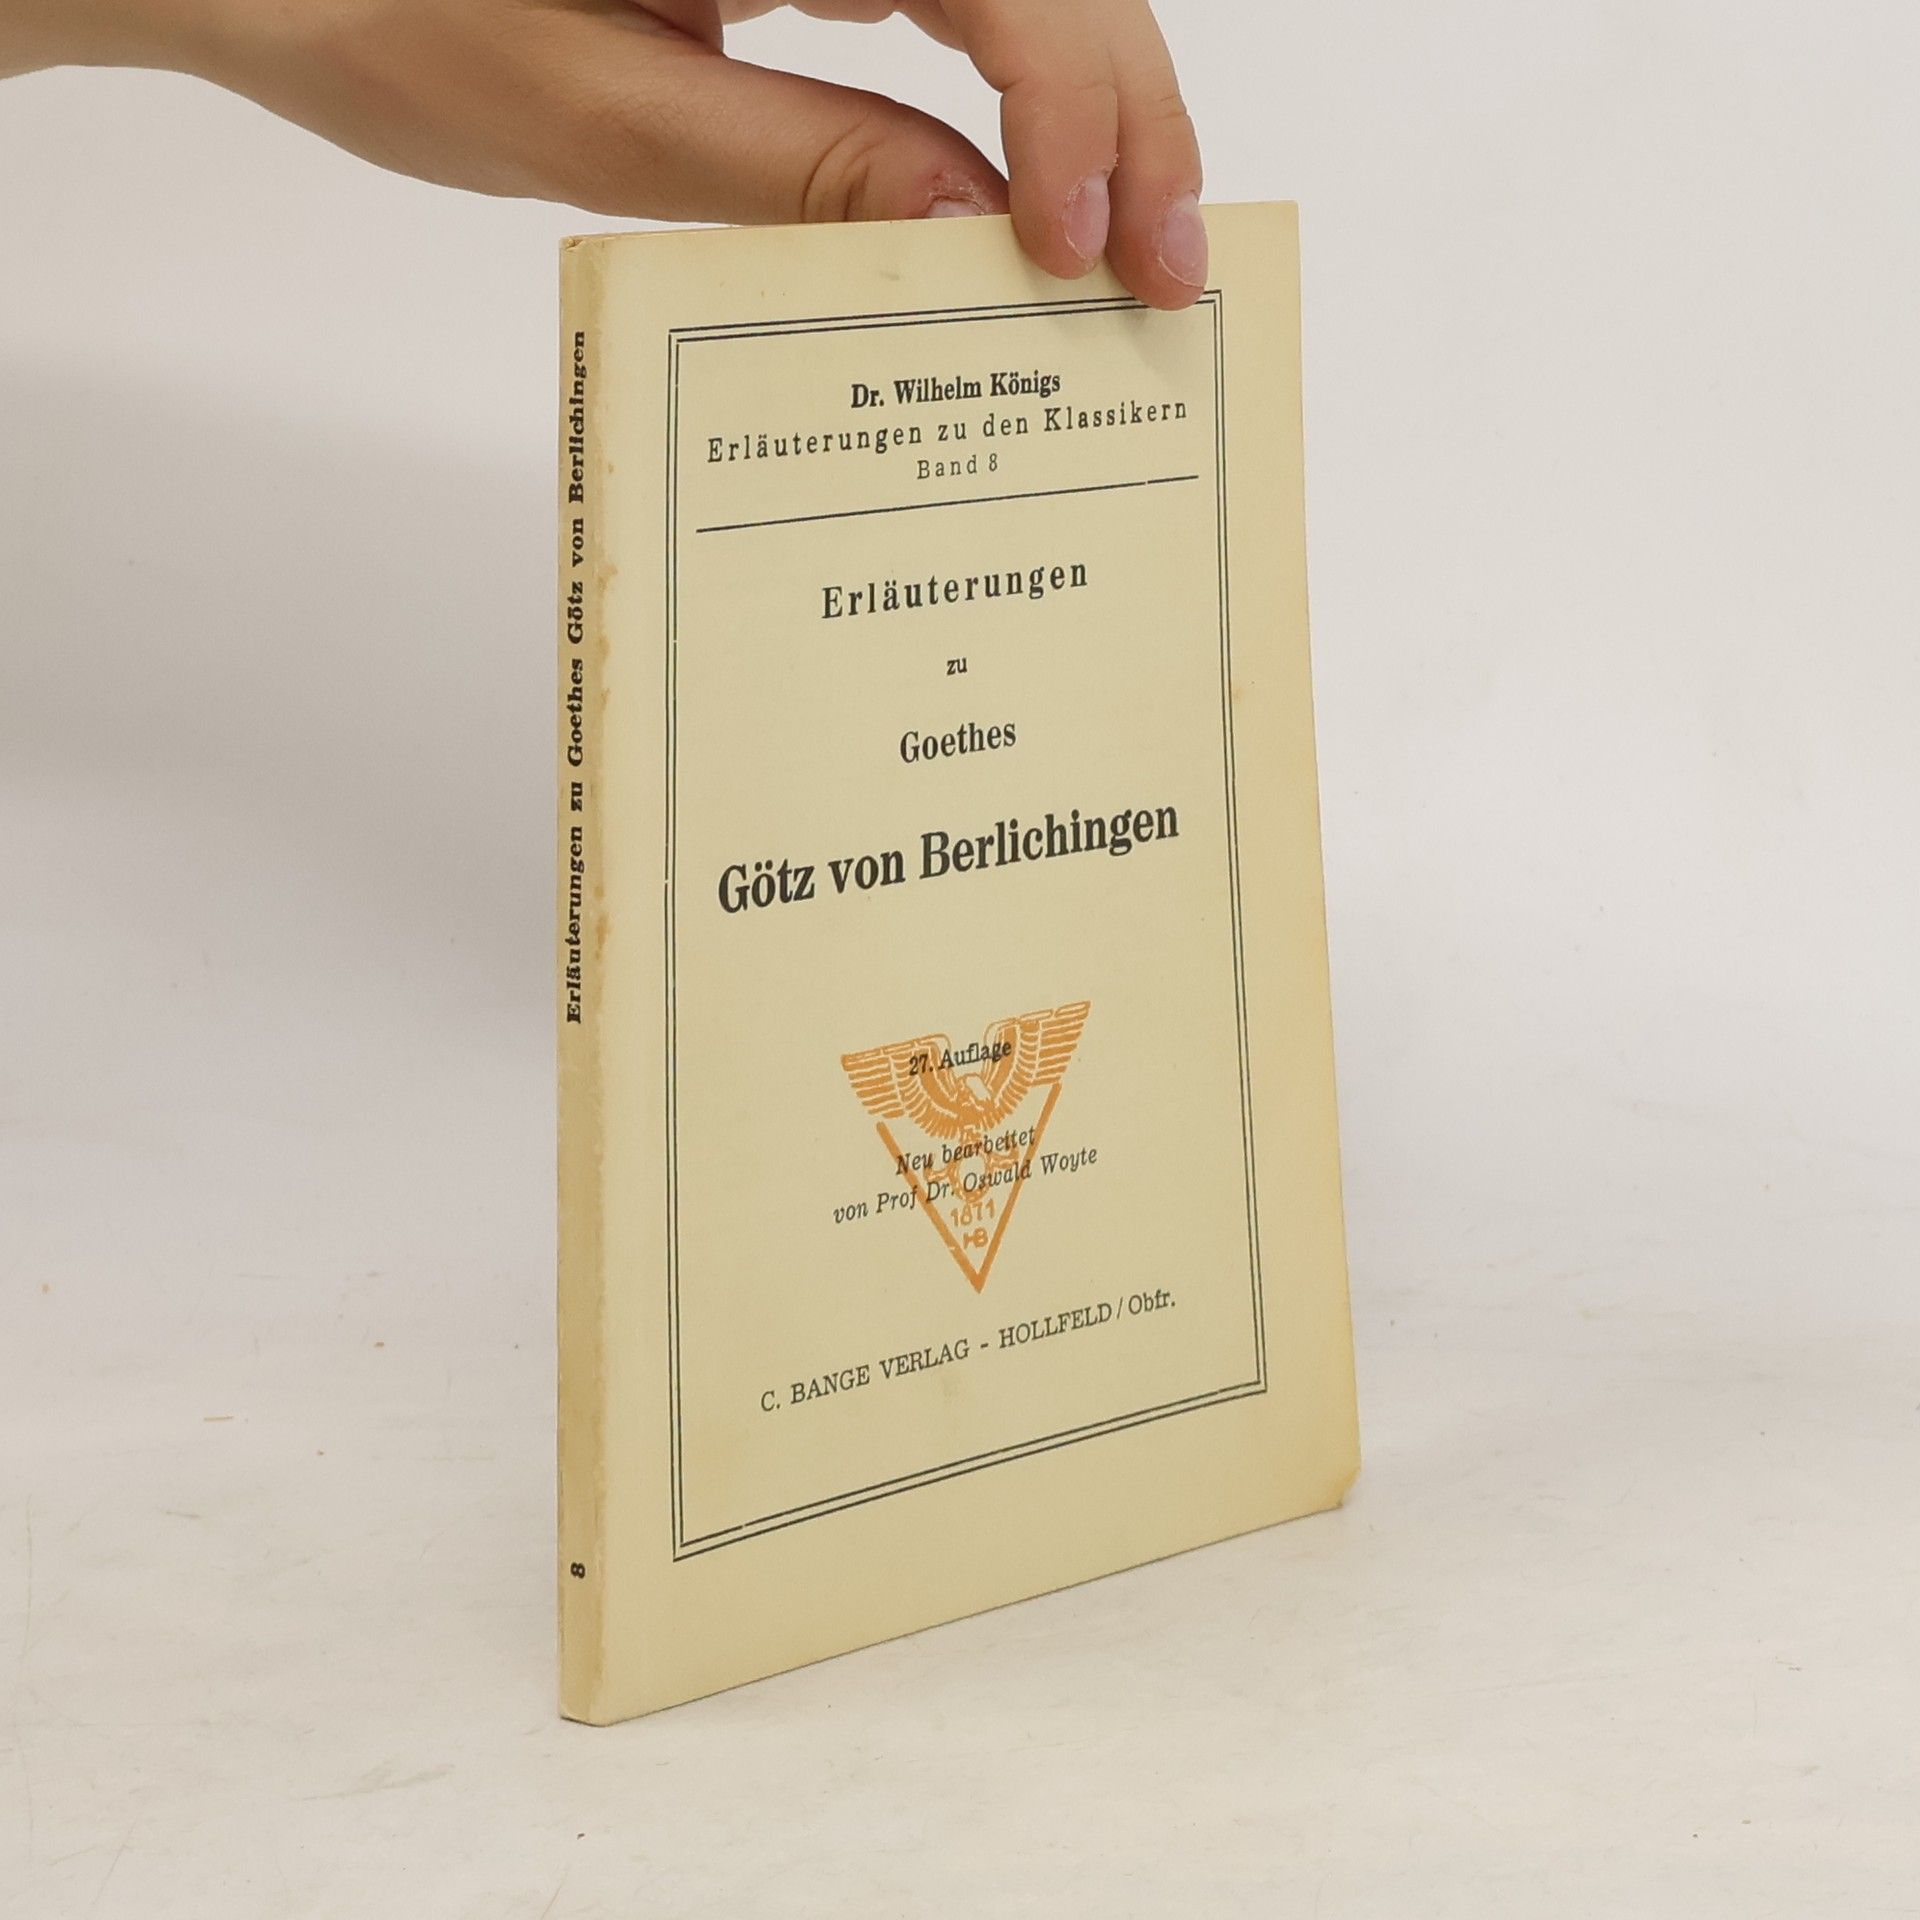 Dr. Wilhelm Königs
Erläuterungen zu den Klassikern
Band 8
Erläuterungen
zu
Goethes
Götz von Berlichingen
27. Auflage
Neu bearbeitet
von Prof Dr. Oswald Woyte
1871
HB
C. BANGE VERLAG - HOLLFELD / Obfr.
Erläuterungen zu Goethes Götz von Berlichingen
8